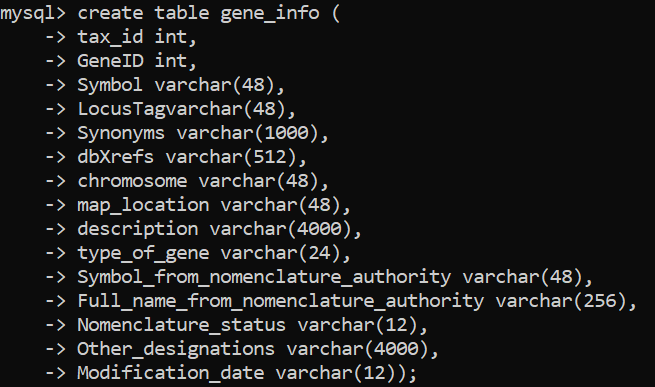 mysql> create table gene_info (
    -> tax_id int,
    -> GeneID int,
    -> Symbol varchar(48),
    -> LocusTagvarchar(48),
    -> Synonyms varchar(1000),
    -> dbXrefs varchar(512),
    -> chromosome varchar(48),
    -> map_location varchar(48),
    -> description varchar(4000),
    -> type_of_gene varchar(24),
    -> Symbol_from_nomenclature_authority varchar(48),
    -> Full_name_from_nomenclature_authority varchar(256),
    -> Nomenclature_status varchar(12),
    -> Other_designations varchar(4000),
    -> Modification_date varchar(12));